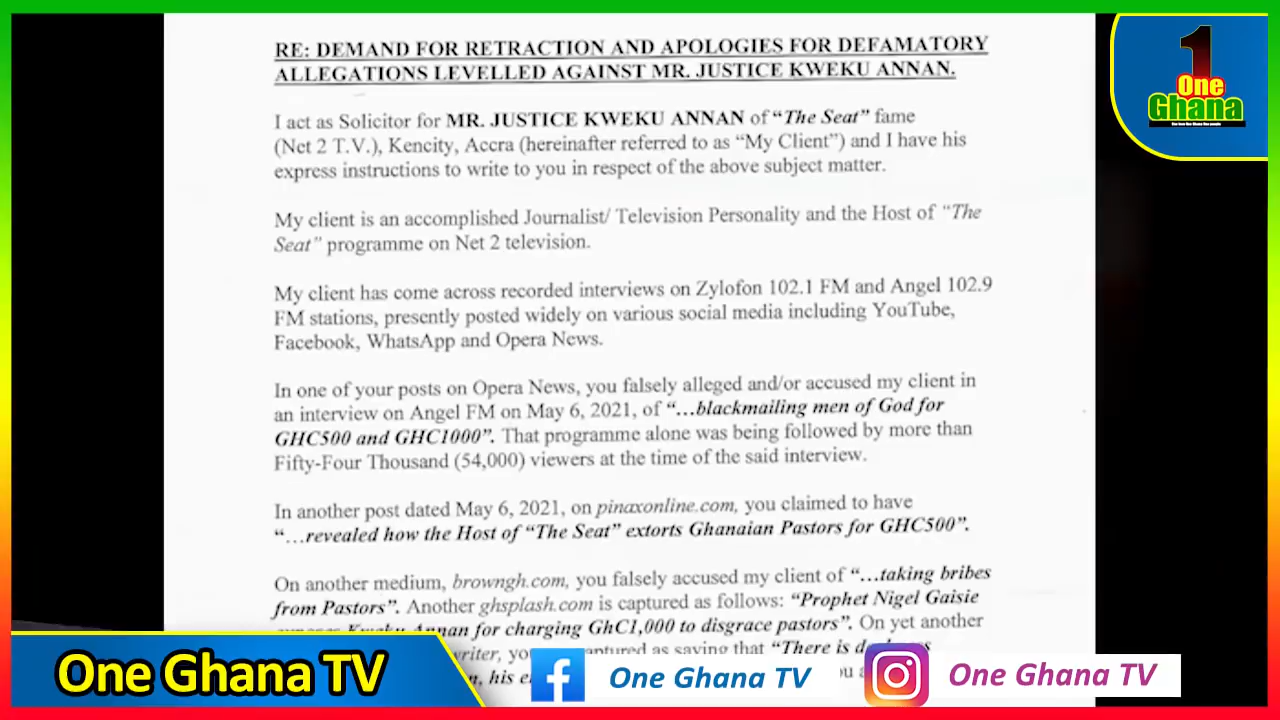 RE: DEMAND FOR RETRACTION AND APOLOGIES FOR DEFAMATORY
ALLEGATIONS LEVELLED AGAINST MR. JUSTICE KWEKU ANNAN.
I act as Solicitor for MR. JUSTICE KWEKU ANNAN of “The Seat” fame
(Net 2 T.V.), Kencity, Accra (hereinafter referred to as “My Client”) and I have his
express instructions to write to you in respect of the above subject matter.
My client is an accomplished Journalist/ Television Personality and the Host of “The
Seat” programme on Net 2 television.
My client has come across recorded interviews on Zylofon 102.1 FM and Angel 102.9
FM stations, presently posted widely on various social media including YouTube,
Facebook, WhatsApp and Opera News.
In one of your posts on Opera News, you falsely alleged and/or accused my client in
an interview on Angel FM on May 6, 2021, of “…blackmailing men of God for
GHC500 and GHC1000”. That programme alone was being followed by more than
Fifty-Four Thousand (54,000) viewers at the time of the said interview.
In another post dated May 6, 2021, on pinaxonline.com, you claimed to have
“…revealed how the Host of “The Seat” extorts Ghanaian Pastors for GHC500”.
On another medium, browngh.com, you falsely accused my client of “…taking bribes
from Pastors”. Another ghsplash.com is captured as follows: “Prophet Nigel Gaisie
Kweku Annan for charging GhC1,000 to disgrace pastors”. On yet another
writer, as saying that “There is
his
1
One
Ghana
One Ghana TV
One Ghana TV
One Ghana TV